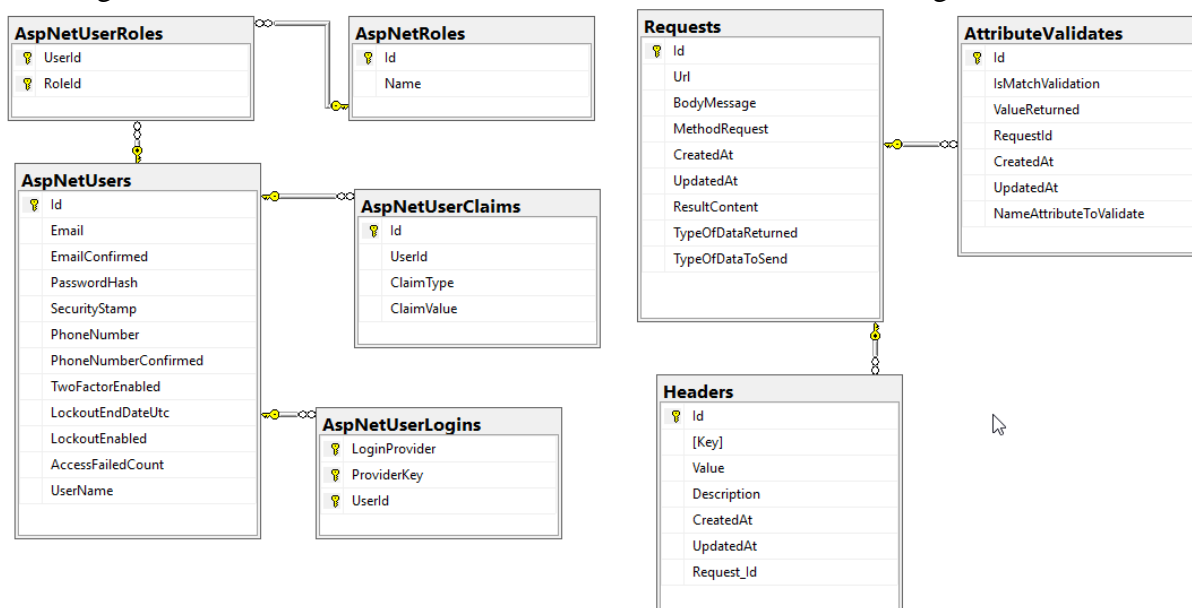 AspNetUserRoles
UserId
RoleId
AspNetRoles
Id
Name
AspNetUsers
Id
Email
EmailConfirmed
PasswordHash
SecurityStamp
PhoneNumber
PhoneNumberConfirmed
TwoFactorEnabled
LockoutEndDateUtc
LockoutEnabled
AccessFailedCount
UserName
AspNetUserClaims
Id
UserId
ClaimType
ClaimValue
AspNetUserLogins
LoginProvider
ProviderKey
UserId
Requests
Id
Url
BodyMessage
MethodRequest
CreatedAt
UpdatedAt
ResultContent
TypeOfDataReturned
TypeOfDataToSend
AttributeValidates
Id
IsMatchValidation
ValueReturned
RequestId
CreatedAt
UpdatedAt
NameAttributeToValidate
Headers
Id
[Key]
Value
Description
CreatedAt
UpdatedAt
Request_Id